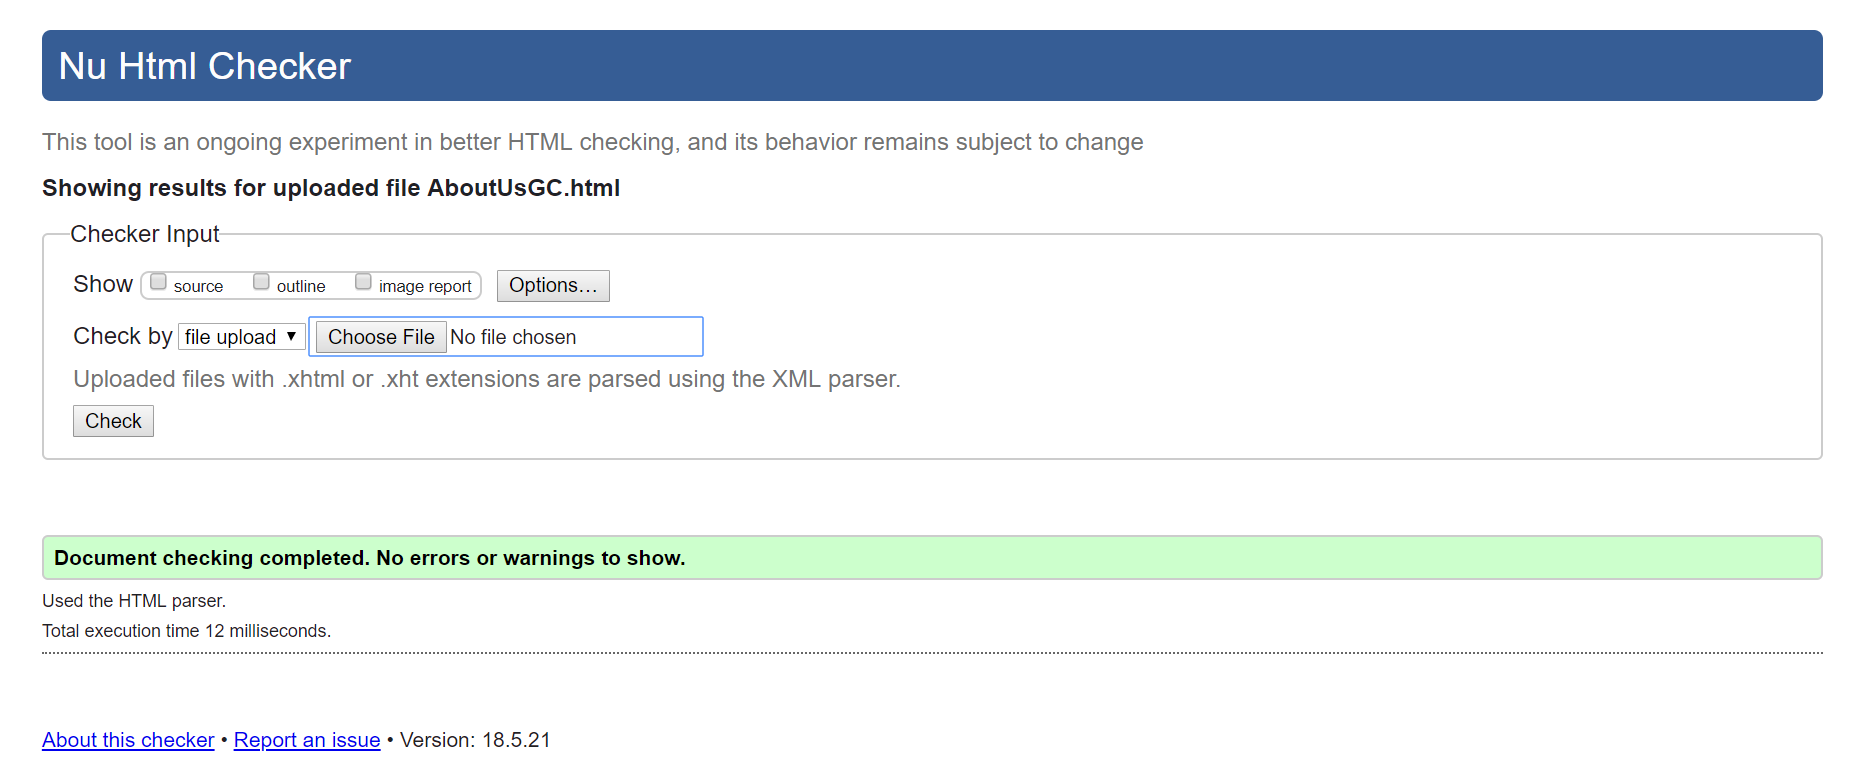 Nu Html Checker
This tool is an ongoing experiment in better HTML checking, and its behavior remains subject to change
Showing results for uploaded file AboutUsGC.html
Checker Input
Show source outline image report Options...
Check by file upload ▼ Choose File No file chosen
Uploaded files with .xhtml or .xht extensions are parsed using the XML parser.
Check
Document checking completed. No errors or warnings to show.
Used the HTML parser.
Total execution time 12 milliseconds.
About this checker • Report an issue • Version: 18.5.21